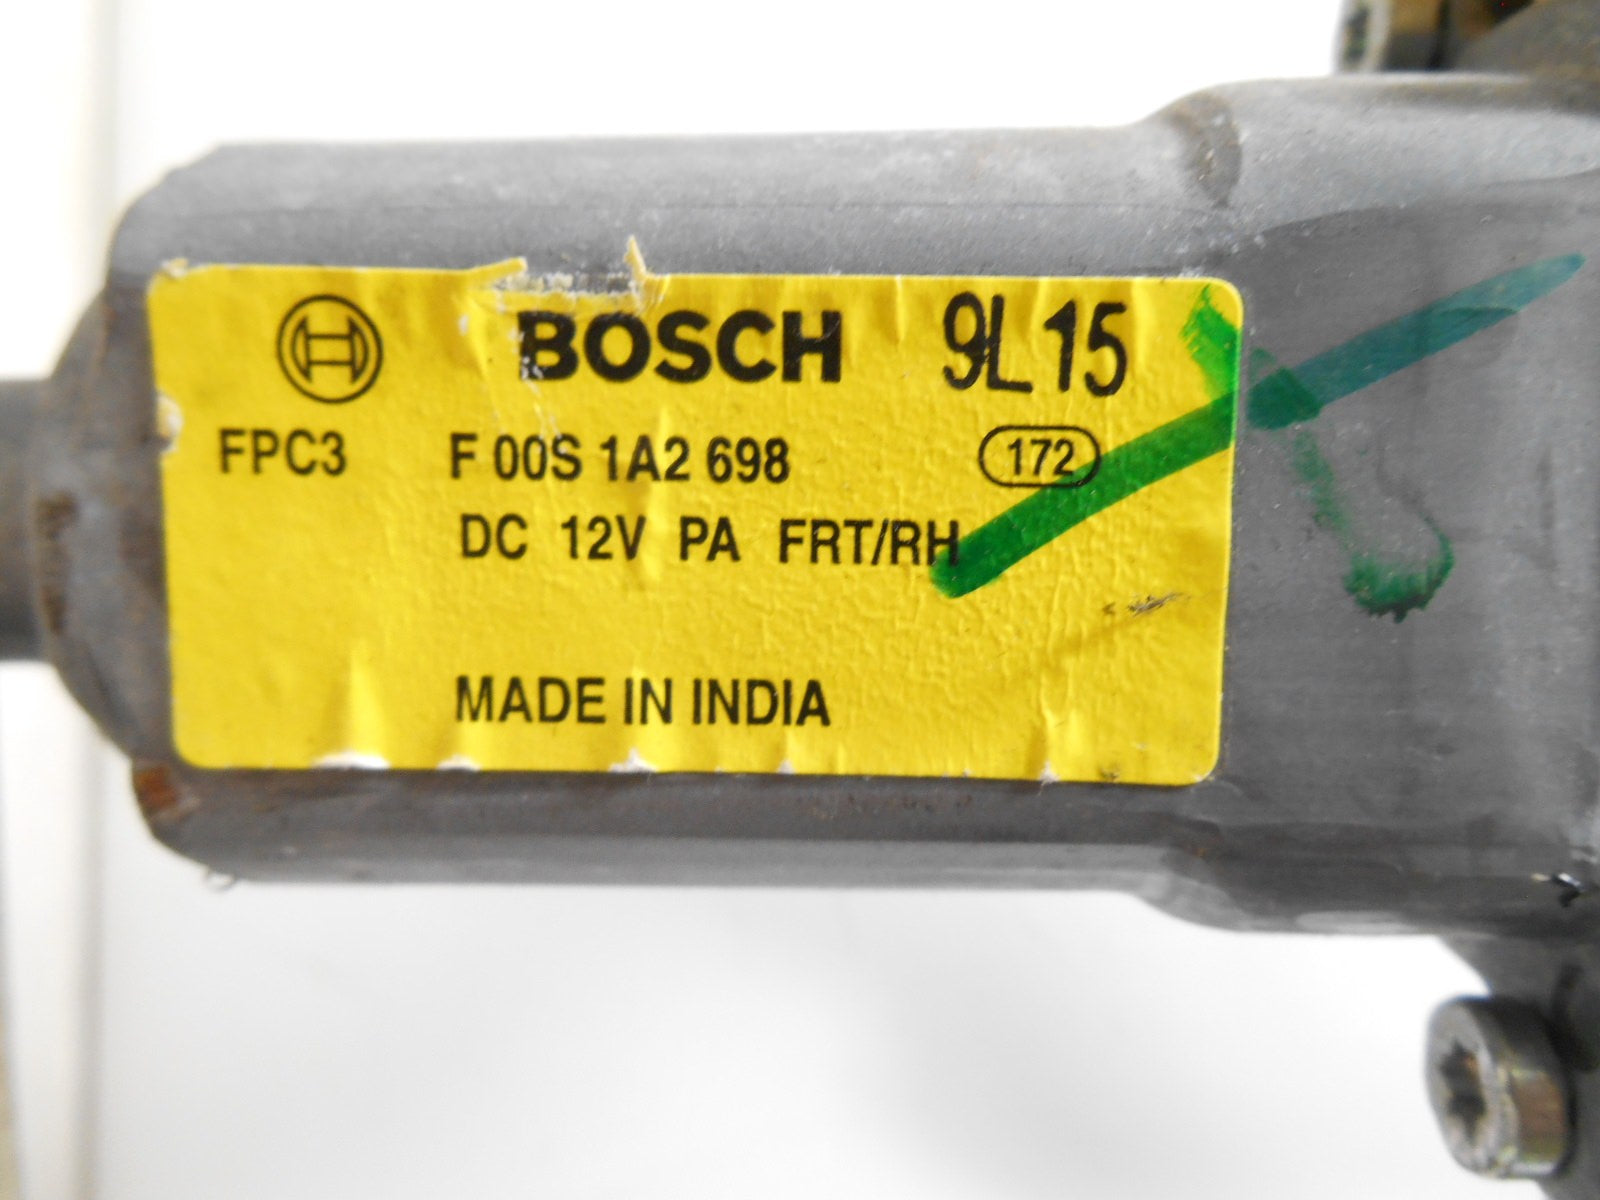 BOSCH 9L15
FPC3 F 00S 1A2 698 172
DC 12V PA FRT/RH
MADE IN INDIA